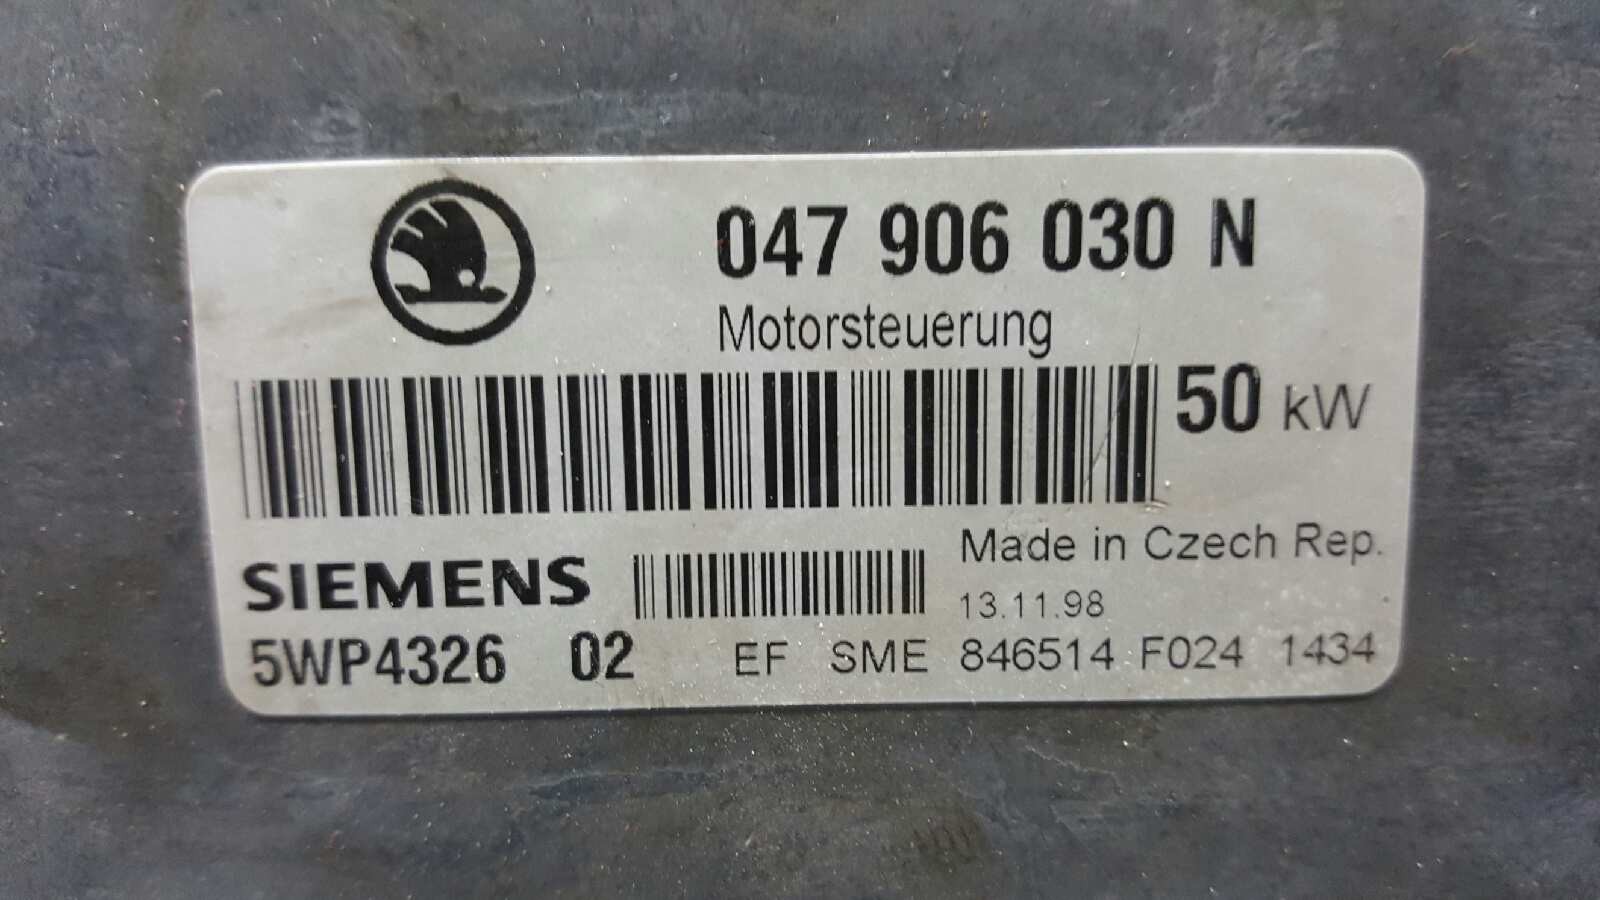 047 906 030 N
Motorsteuerung
50 kW
Made in Czech Rep.
SIEMENS
13.11.98
5WP4326 02 EF SME 846514 F024 1434